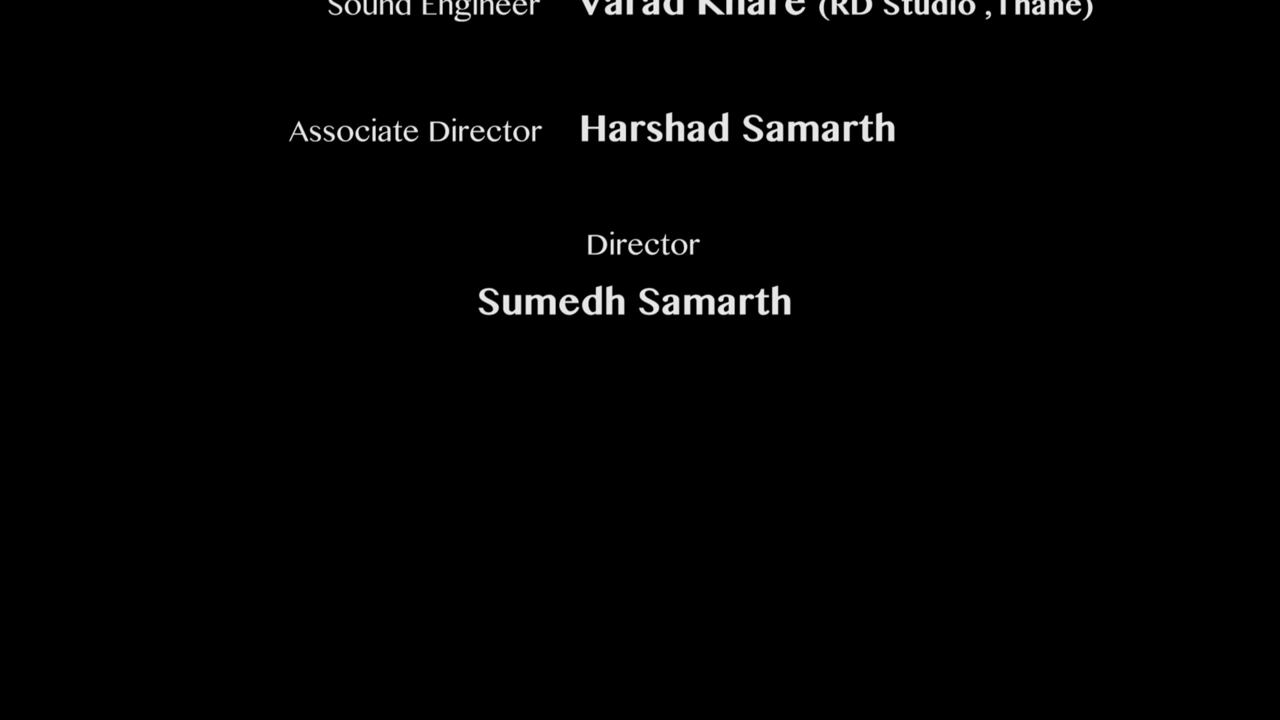 Sound Engineer Varad Khare (RD Studio ,Thane)
Associate Director Harshad Samarth
Director
Sumedh Samarth